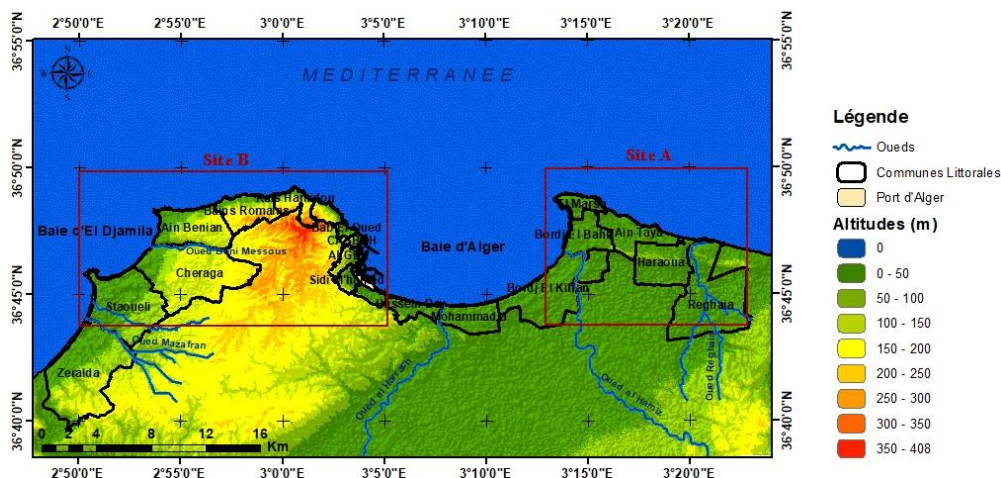 2°50'0"E 2°55'0"E 3°0'0"E 3°5'0"E 3°10'0"E 3°15'0"E 3°20'0"E
36°55'0"N
36°50'0"N
36°45'0"N
36°40'0"N
36°55'0"N
36°50'0"N
36°45'0"N
36°40'0"N
N
W E
S
MEDITERRANEE
Site B
Site A
Bains Romains
Ain Benian
Baie d'El Djamila
Oued Beni Messous
Cheraga
Staoueli
Oued Mazafran
Zeralda
Bab El Oued
Baie d'Alger
Mohammadia
Oued el Harrach
El Marsa
Ain Taya
Haraoua
Bordj El Kiffan
Reghaia
Oued Reghaia
Oued el Hamiz
0 2 4 8 12 16
Km
2°50'0"E 2°55'0"E 3°0'0"E 3°5'0"E 3°10'0"E 3°15'0"E 3°20'0"E
Légende
Oueds
Communes Littorales
Port d'Alger
Altitudes (m)
0
0 - 50
50 - 100
100 - 150
150 - 200
200 - 250
250 - 300
300 - 350
350 - 408